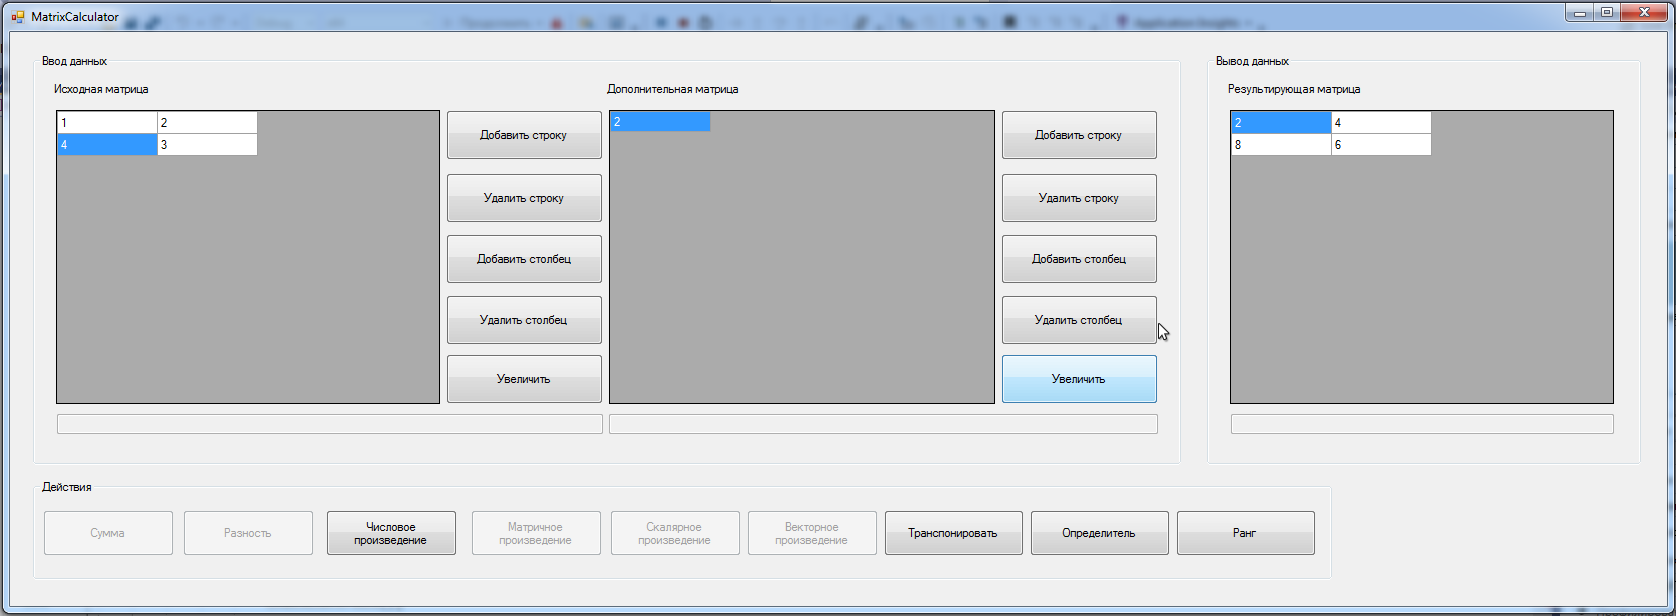 MatrixCalculator
Ввод данных
Исходная матрица
1 2
4 3
Добавить строку
Удалить строку
Добавить столбец
Удалить столбец
Увеличить
Дополнительная матрица
2
Добавить строку
Удалить строку
Добавить столбец
Удалить столбец
Увеличить
Вывод данных
Результирующая матрица
2 4
8 6
Действия
Сумма
Разность
Числовое
произведение
Матричное
произведение
Скалярное
произведение
Векторное
произведение
Транспонировать
Определитель
Ранг